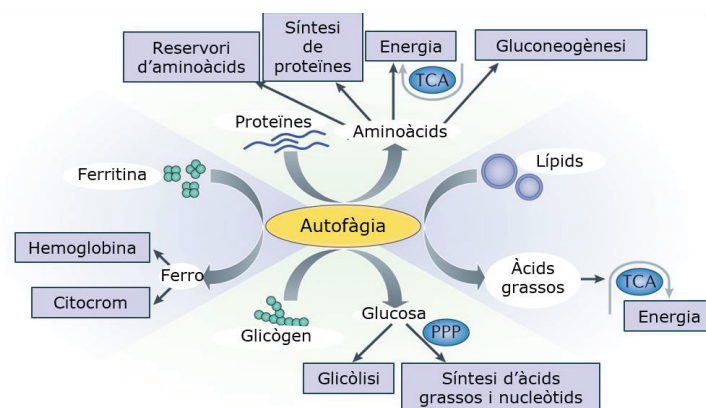 Síntesi
de
proteïnes
Reservori
d'aminoàcids
Energia
Gluconeogènesi
TCA
Proteïnes
Aminoàcids
Ferritina
Lípids
Autofàgia
Hemoglobina
Ferro
Citocrom
Àcids
grassos
TCA
Energia
Glicògen
Glucosa
PPP
Glicòlisi
Síntesi d'àcids
grassos i nucleòtids